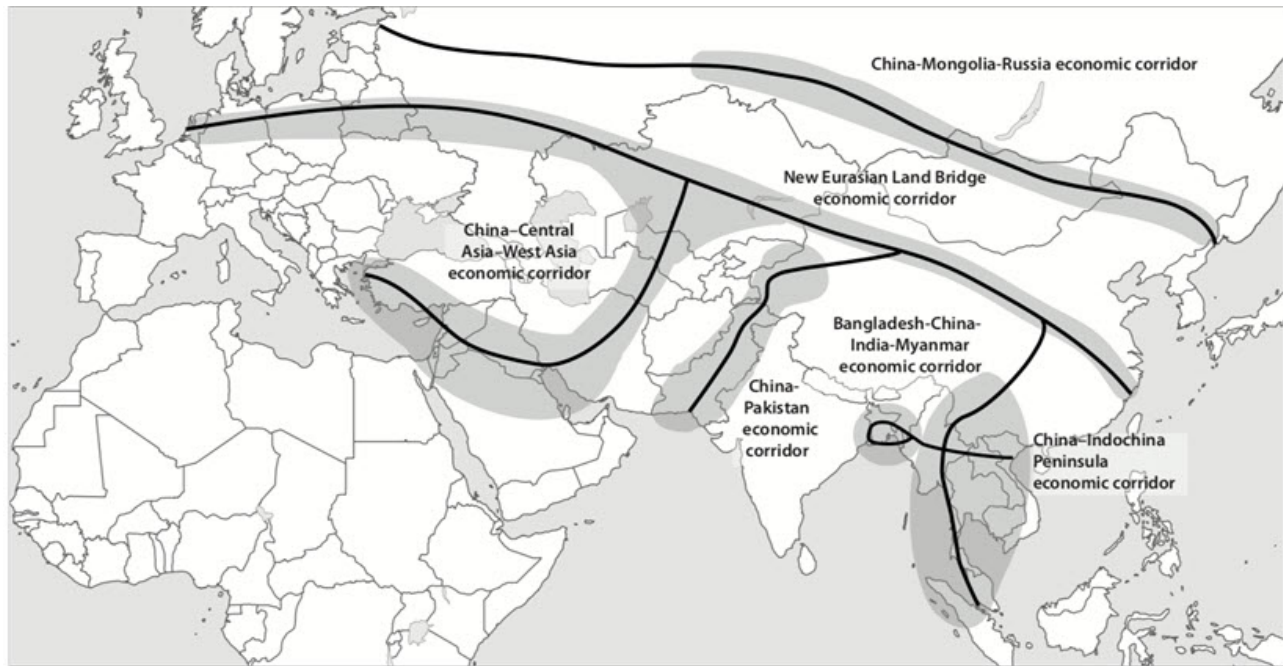 China-Mongolia-Russia economic corridor
New Eurasian Land Bridge
economic corridor
China–Central
Asia–West Asia
economic corridor
Bangladesh-China-
India-Myanmar
economic corridor
China-
Pakistan
economic
corridor
China–Indochina
Peninsula
economic corridor